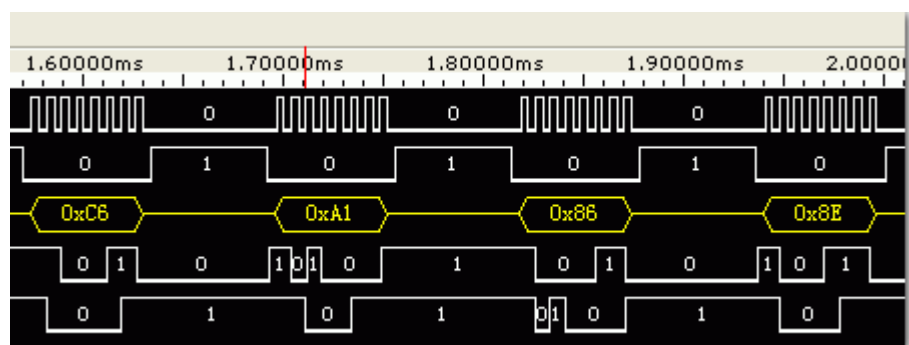 1.60000ms 1.70000ms 1.80000ms 1.90000ms 2.0000
0 0 0
0 1 0 1 0 1 0
0xC6 0xA1 0x86 0x8E
0 1 0 1 0 1 0 1 0 1 0 1 0 1
0 1 0 1 0 1 0 1 0